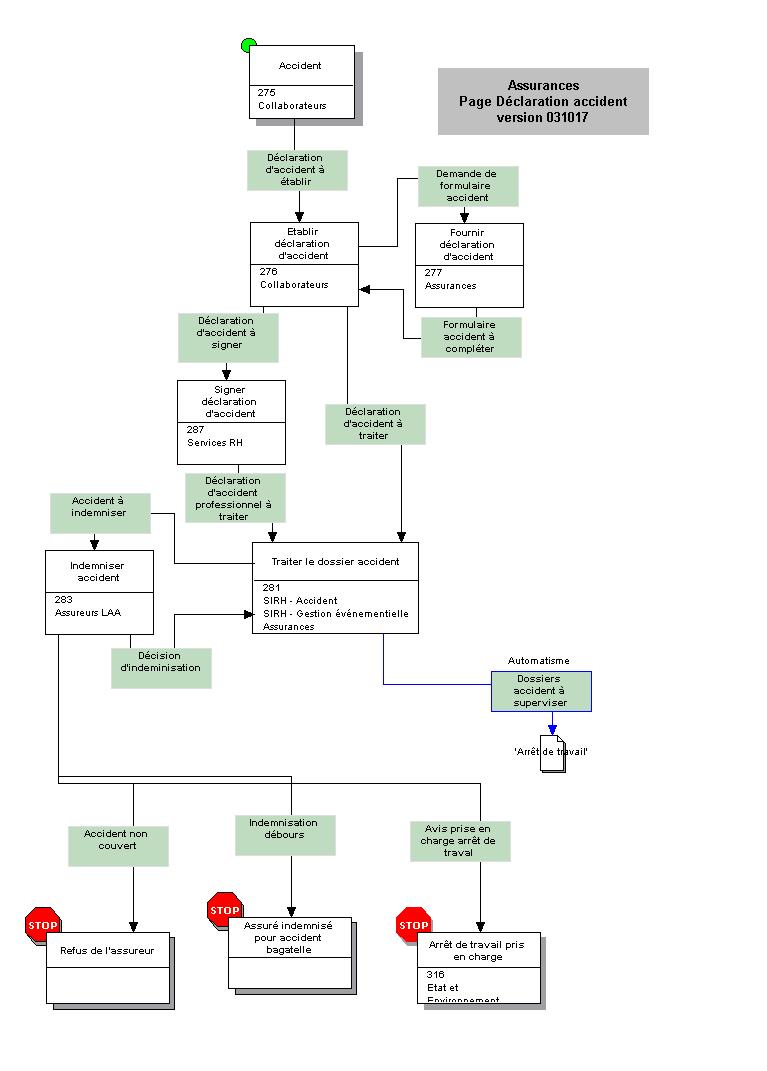 Accident
275
Collaborateurs
Assurances
Page Déclaration accident
version 031017
Déclaration
d'accident à
établir
Demande de
formulaire
accident
Etablir
déclaration
d'accident
276
Collaborateurs
Fournir
déclaration
d'accident
277
Assurances
Déclaration
d'accident à
signer
Formulaire
accident à
compléter
Signer
déclaration
d'accident
287
Services RH
Déclaration
d'accident à
traiter
Déclaration
d'accident
professionnel à
traiter
Accident à
indemniser
Indemniser
accident
283
Assureurs LAA
Traiter le dossier accident
281
SIRH - Accident
SIRH - Gestion événementielle
Assurances
Décision
d'indeminisation
Automatisme
Dossiers
accident à
superviser
'Arrêt de travail'
Accident non
couvert
Indemnisation
débours
Avis prise en
charge arrêt de
traval
STOP
Refus de l'assureur
STOP
Assuré indemnisé
pour accident
bagatelle
STOP
Arrêt de travail pris
en charge
316
Etat et
Environnement